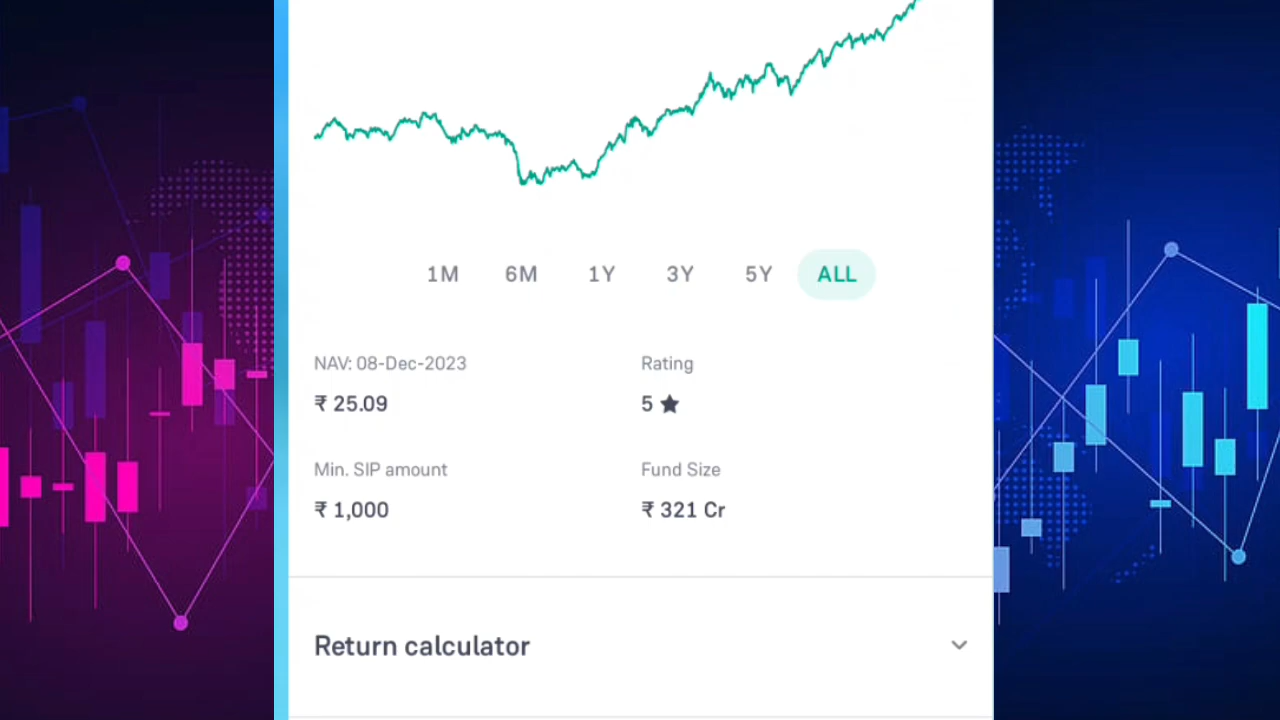 1M 6M 1Y 3Y 5Y ALL
NAV: 08-Dec-2023 Rating
₹ 25.09 5 ★
Min. SIP amount Fund Size
₹ 1,000 ₹ 321 Cr
Return calculator